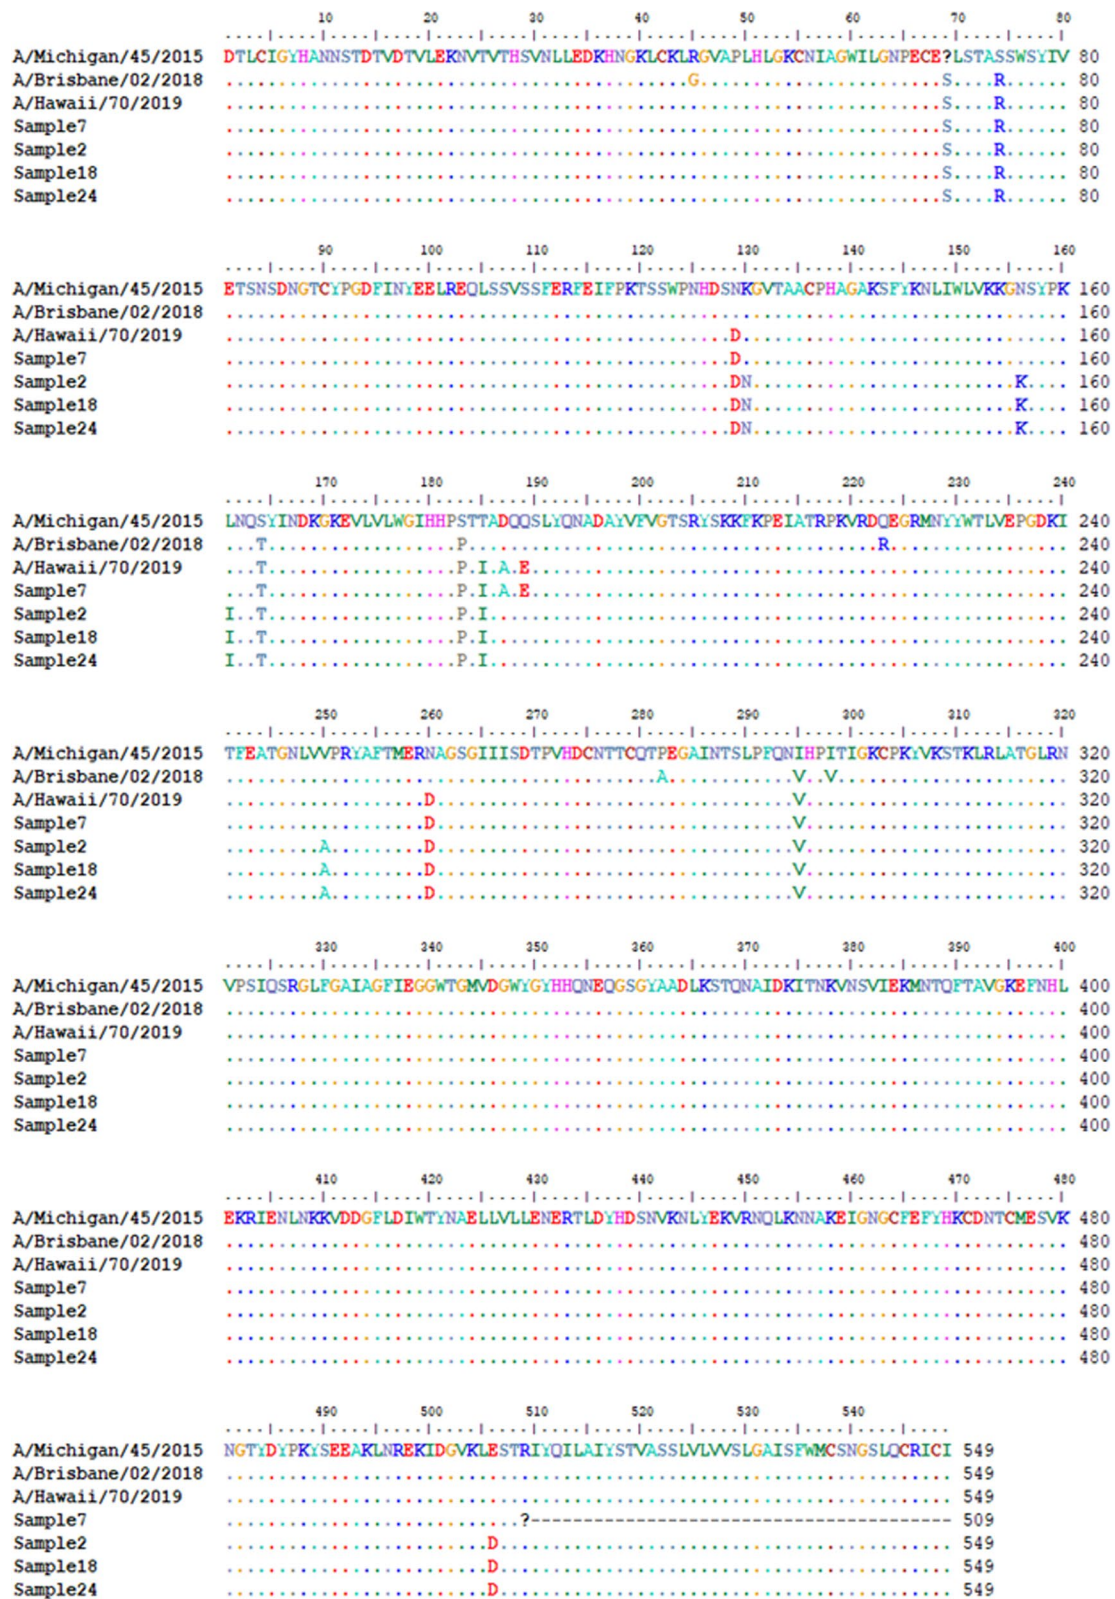 10 20 30 40 50 60 70 80
A/Michigan/45/2015 DTLCIGYHANNSTDTVDTVLEKNVTVTHSVNLLEDKHNGKLCKLRGVAPLHLGKCNIAGWILGNPECE?LSTASSWSYIV 80
A/Brisbane/02/2018 ............................................G.......................S....R...... 80
A/Hawaii/70/2019 ....................................................................S....R...... 80
Sample7 ....................................................................S....R...... 80
Sample2 ....................................................................S....R...... 80
Sample18 ....................................................................S....R...... 80
Sample24 ....................................................................S....R...... 80
90 100 110 120 130 140 150 160
A/Michigan/45/2015 ETSNSDNGTCYPGDFINYEELREQLSSVSSFERFEIFPKTSSWPNHDSNKGVTAACPHAGAKSFYKNLIWLVKKGNSYPK 160
A/Brisbane/02/2018 ................................................................................ 160
A/Hawaii/70/2019 ................................................D............................... 160
Sample7 ................................................D............................... 160
Sample2 ................................................DN.........................K.... 160
Sample18 ................................................DN.........................K.... 160
Sample24 ................................................DN.........................K.... 160
170 180 190 200 210 220 230 240
A/Michigan/45/2015 LNQSYINDKGKEVLVLWGIHHPSTTADQQSLYQNADAYVFVGTSRYSKKFKPEIATRPKVRDQEGRMNYYWTLVEPGDKI 240
A/Brisbane/02/2018 ...T..................P.......................................R................. 240
A/Hawaii/70/2019 ...T..................P.I.A.E................................................... 240
Sample7 ...T..................P.I.A.E................................................... 240
Sample2 I..T..................P.I....................................................... 240
Sample18 I..T..................P.I....................................................... 240
Sample24 I..T..................P.I....................................................... 240
250 260 270 280 290 300 310 320
A/Michigan/45/2015 TFEATGNLVVPRYAFTMERNAGSGIIISDTPVHDCNTTCQTPEGAINTSLPFQNIHPITIGKCPKYVKSTKLRLATGLRN 320
A/Brisbane/02/2018 .........................................A............V..V...................... 320
A/Hawaii/70/2019 ...................D..................................V......................... 320
Sample7 ...................D..................................V......................... 320
Sample2 .........A.........D..................................V......................... 320
Sample18 .........A.........D..................................V......................... 320
Sample24 .........A.........D..................................V......................... 320
330 340 350 360 370 380 390 400
A/Michigan/45/2015 VPSIQSRGLFGAIAGFIEGGWTGMVDGWYGYHHQNEQGSGYAADLKSTQNAIDKITNKVNSVIEKMNTQFTAVGKEFNHL 400
A/Brisbane/02/2018 ................................................................................ 400
A/Hawaii/70/2019 ................................................................................ 400
Sample7 ................................................................................ 400
Sample2 ................................................................................ 400
Sample18 ................................................................................ 400
Sample24 ................................................................................ 400
410 420 430 440 450 460 470 480
A/Michigan/45/2015 EKRIENLNKKVDDGFLDIWTYNAELLVLLENERTLDYHDSNVKNLYEKVRNQLKNNAKEIGNGCFEFYHKCDNTCMESVK 480
A/Brisbane/02/2018 ................................................................................ 480
A/Hawaii/70/2019 ................................................................................ 480
Sample7 ................................................................................ 480
Sample2 ................................................................................ 480
Sample18 ................................................................................ 480
Sample24 ................................................................................ 480
490 500 510 520 530 540
A/Michigan/45/2015 NGTYDYPKYSEEAKLNREKIDGVKLESTRIYQILAIYSTVASSLVLVVSLGAISFWMCSNGSLQCRICI 549
A/Brisbane/02/2018 ..................................................................... 549
A/Hawaii/70/2019 ..................................................................... 549
Sample7 ............................?---------------------------------------- 509
Sample2 .........................D........................................... 549
Sample18 .........................D........................................... 549
Sample24 .........................D........................................... 549